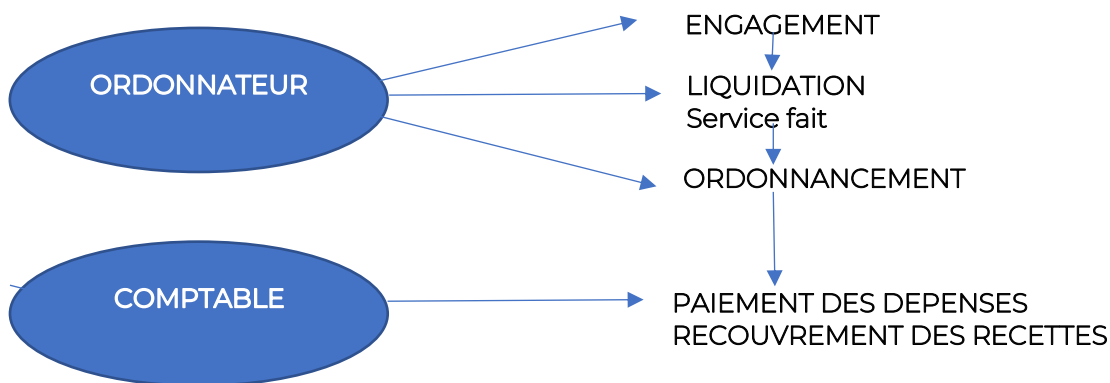 ORDONNATEUR
ENGAGEMENT
LIQUIDATION
Service fait
ORDONNANCEMENT
COMPTABLE
PAIEMENT DES DEPENSES
RECOUVREMENT DES RECETTES